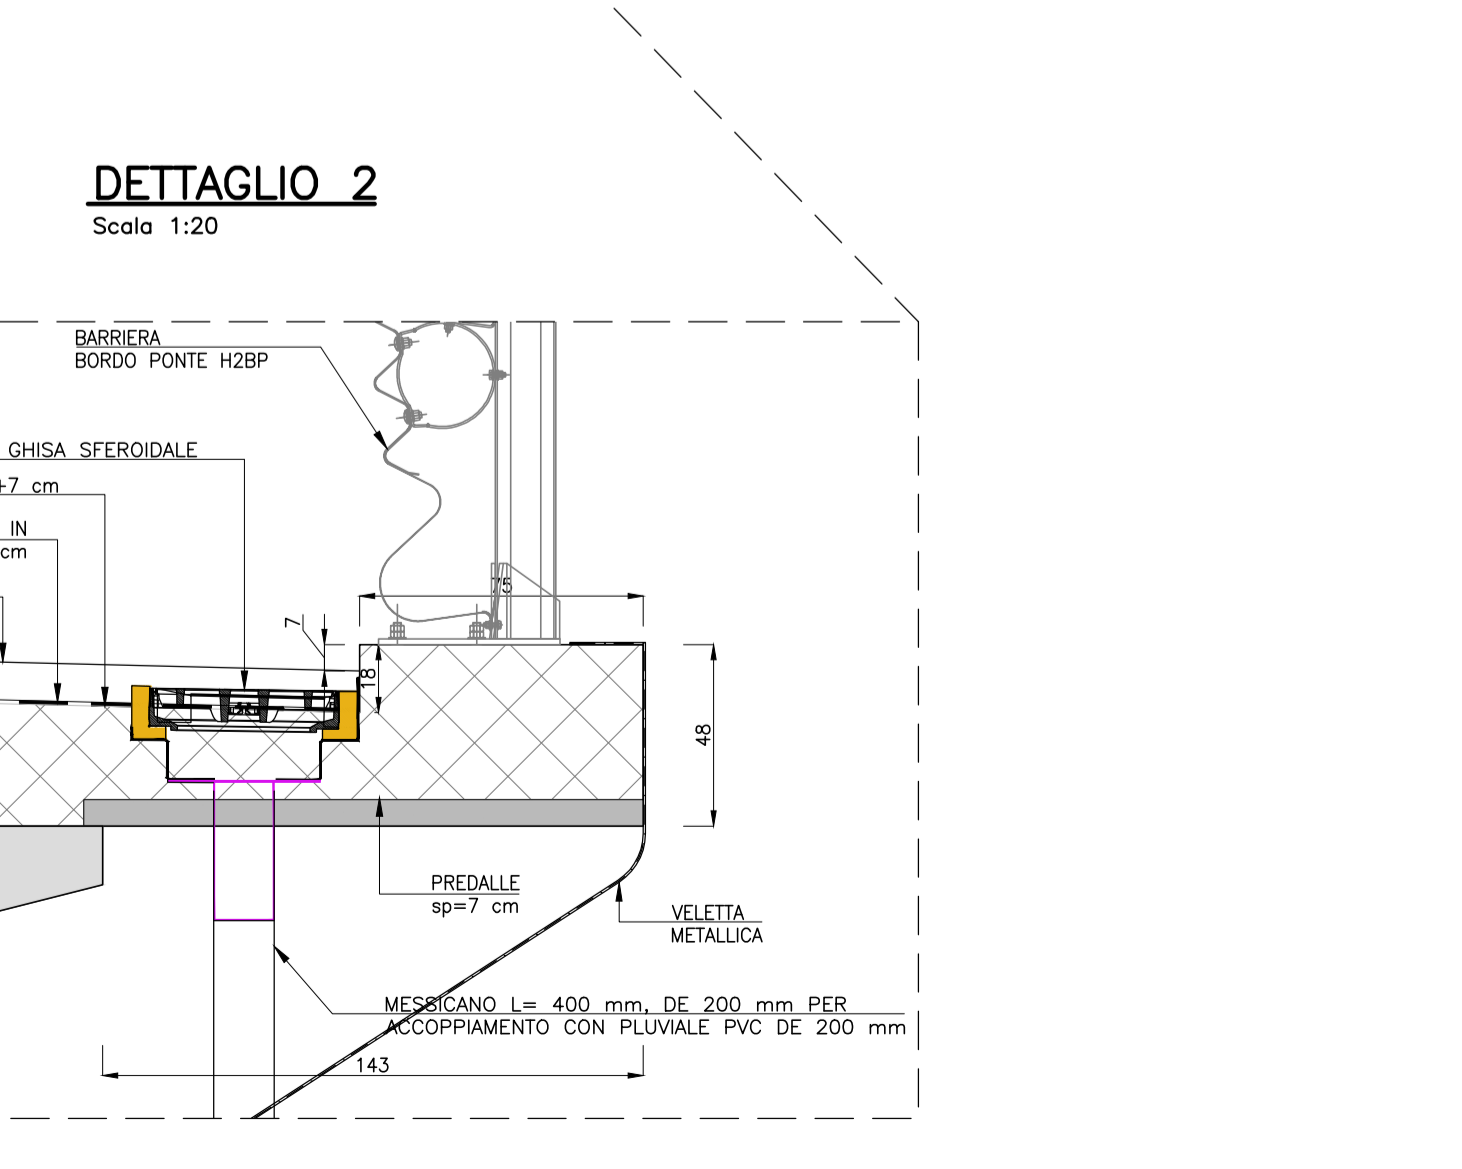 DETTAGLIO 2
Scala 1:20
BARRIERA
BORDO PONTE H2BP
GHISA SFEROIDALE
+7 cm
IN
cm
75
7
18
48
PREDALLE
sp=7 cm
VELETTA
METALLICA
MESSICANO L= 400 mm, DE 200 mm PER
ACCOPPIAMENTO CON PLUVIALE PVC DE 200 mm
143